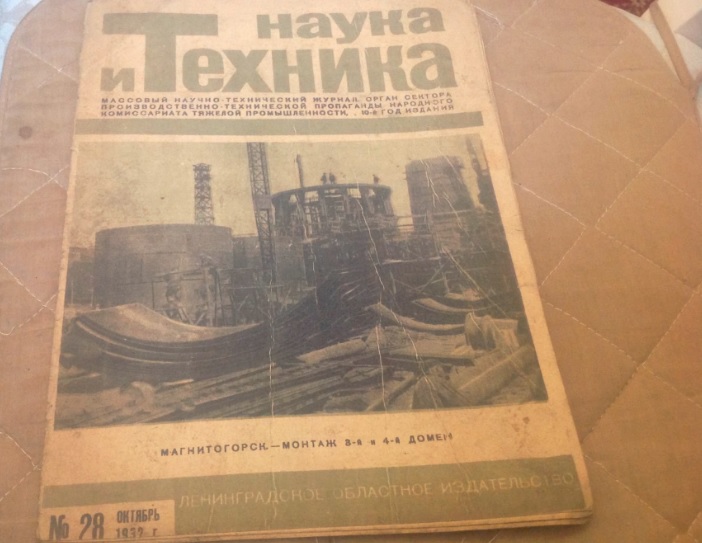 наука
и Техника
МАССОВЫЙ НАУЧНО-ТЕХНИЧЕСКИЙ ЖУРНАЛ. ОРГАН СЕКТОРА
ПРОИЗВОДСТВЕННО-ТЕХНИЧЕСКОЙ ПРОПАГАНДЫ НАРОДНОГО
КОМИССАРИАТА ТЯЖЕЛОЙ ПРОМЫШЛЕННОСТИ. 10-й ГОД ИЗДАНИЯ
МАГНИТОГОРСК.—МОНТАЖ 3-й и 4-й ДОМЕН
ЛЕНИНГРАДСКОЕ ОБЛАСТНОЕ ИЗДАТЕЛЬСТВО
№ 28 ОКТЯБРЬ
1932 г